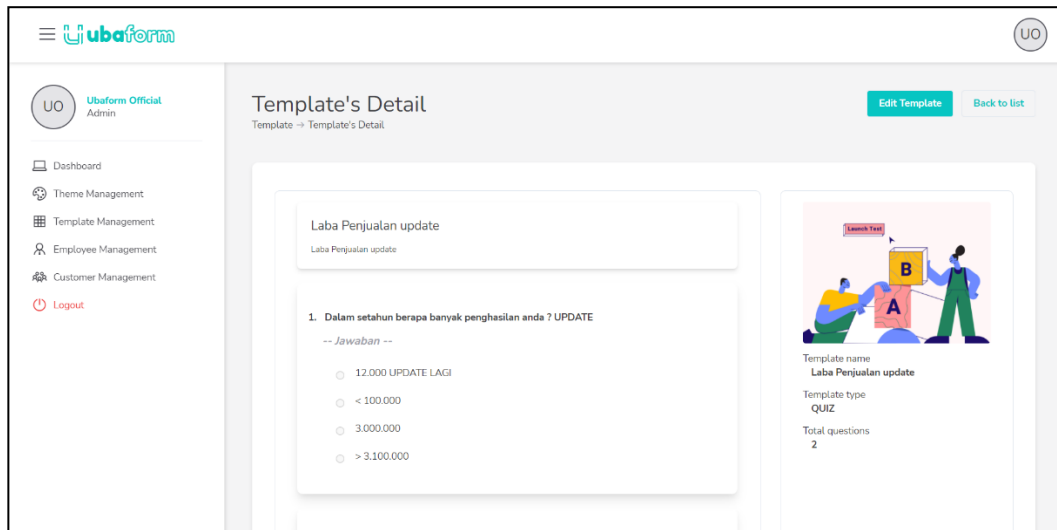 ubaform
UO
UO
Ubaform Official
Admin
Dashboard
Theme Management
Template Management
Employee Management
Customer Management
Logout
Template's Detail
Template → Template's Detail
Edit Template
Back to list
Laba Penjualan update
Laba Penjualan update
1. Dalam setahun berapa banyak penghasilan anda ? UPDATE
-- Jawaban --
12.000 UPDATE LAGI
< 100.000
3.000.000
> 3.100.000
Launch Test
B
A
Template name
Laba Penjualan update
Template type
QUIZ
Total questions
2